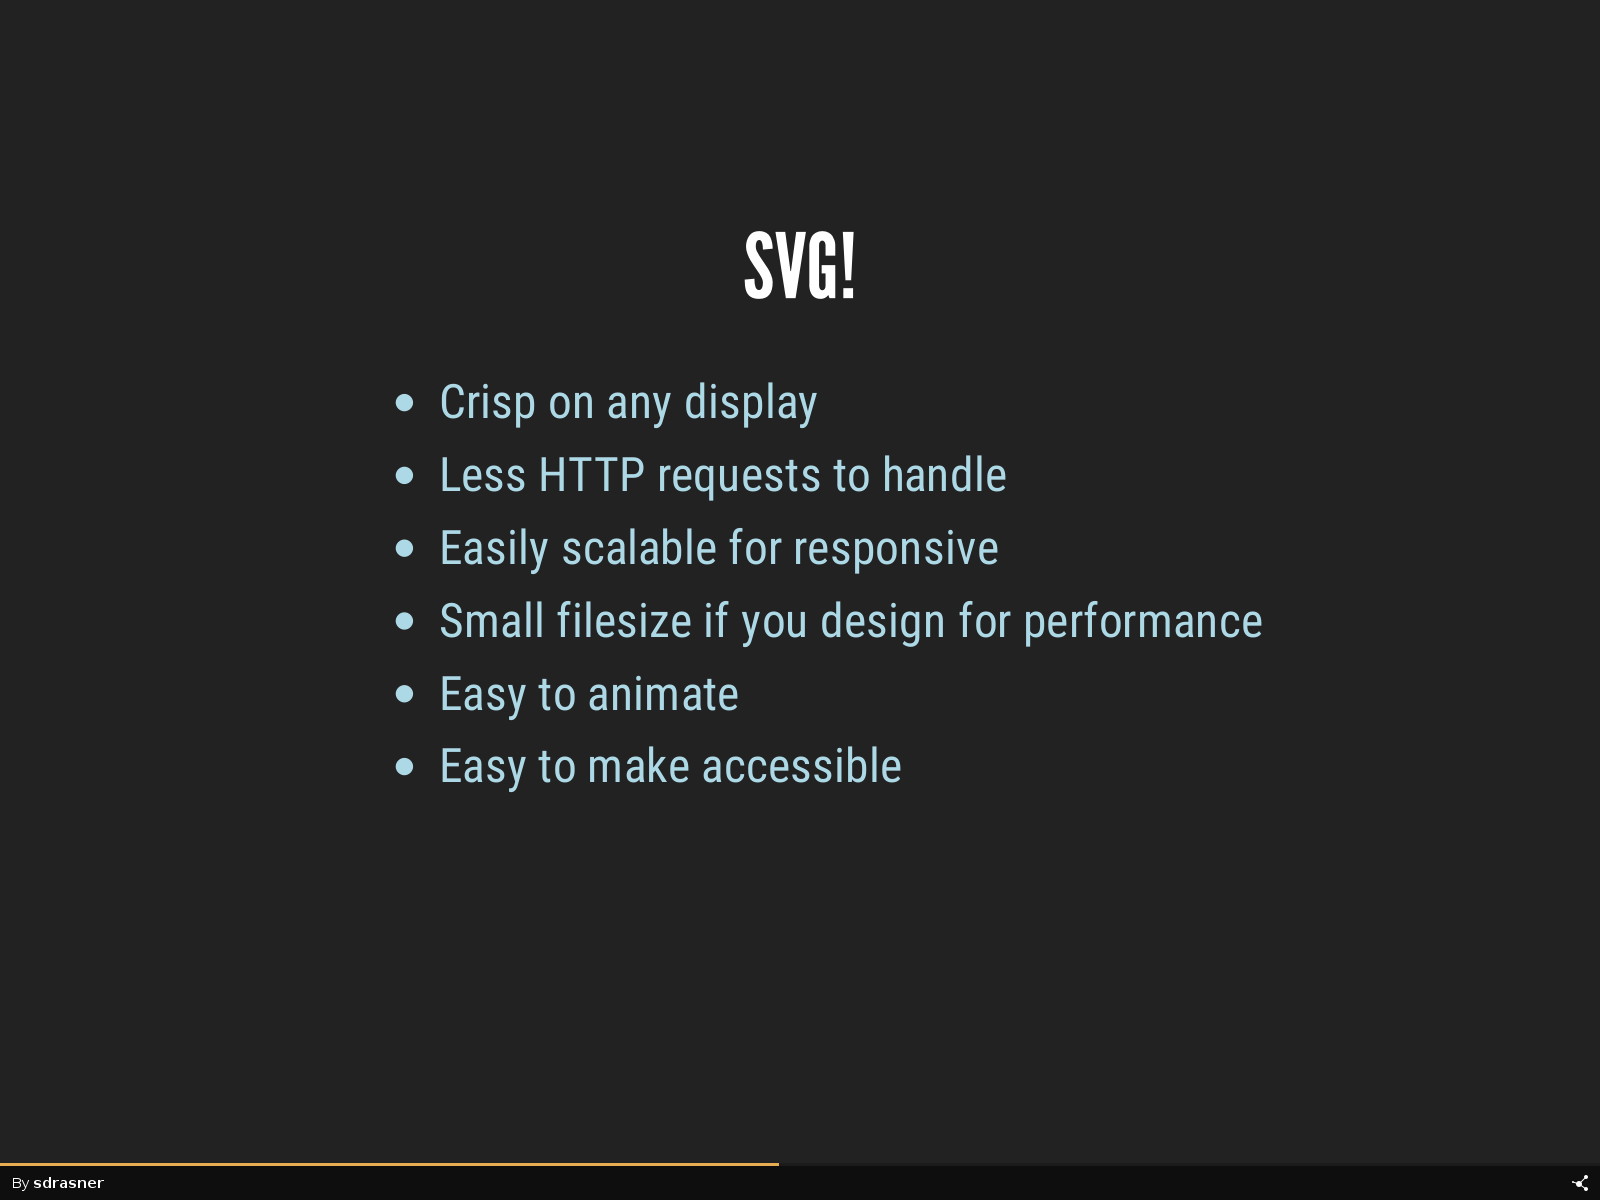 SVG!
Crisp on any display
Less HTTP requests to handle
Easily scalable for responsive
Small filesize if you design for performance
Easy to animate
Easy to make accessible
By sdrasner